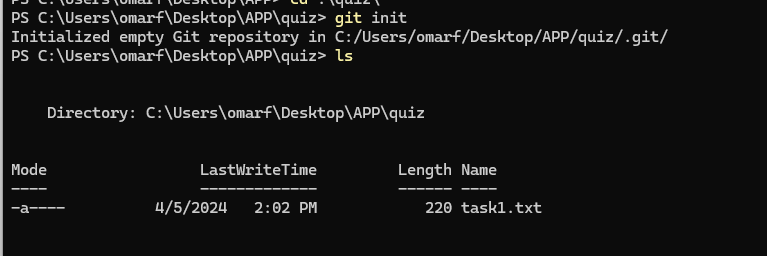 PS C:\Users\omarf\Desktop\APP> cd .\quiz\
PS C:\Users\omarf\Desktop\APP\quiz> git init
Initialized empty Git repository in C:/Users/omarf/Desktop/APP/quiz/.git/
PS C:\Users\omarf\Desktop\APP\quiz> ls
Directory: C:\Users\omarf\Desktop\APP\quiz
Mode LastWriteTime Length Name
---- ------------- ------ ----
-a---- 4/5/2024 2:02 PM 220 task1.txt